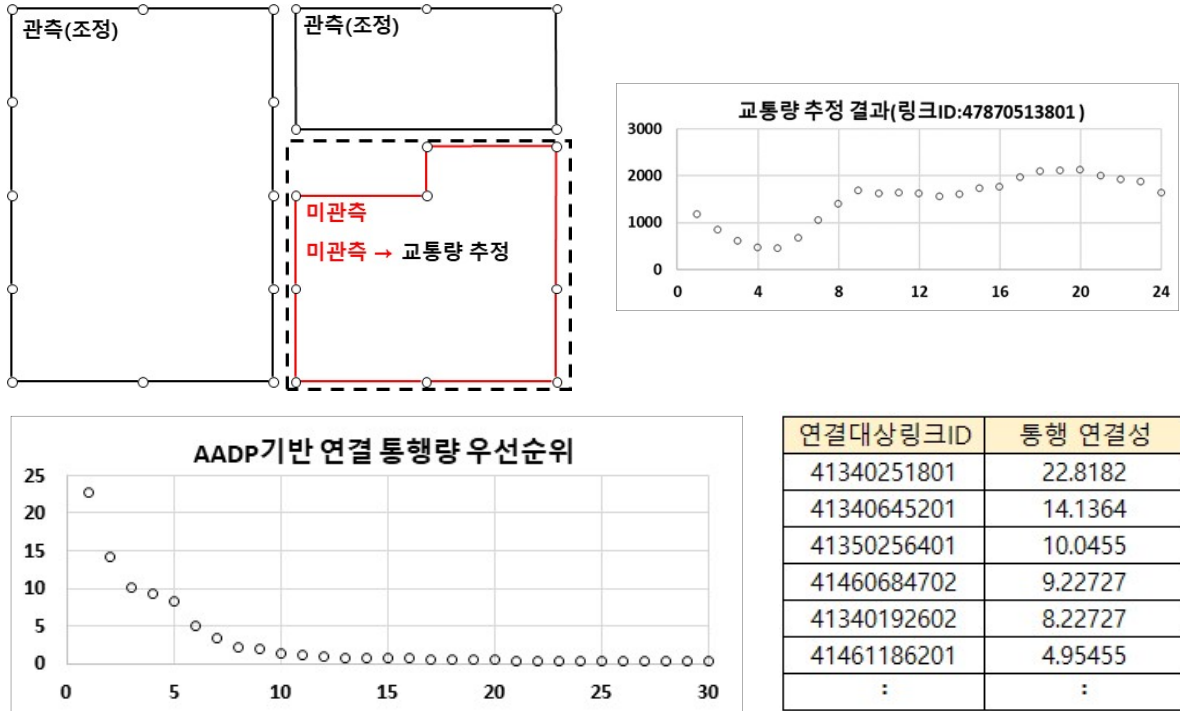 관측(조정)
관측(조정)
미관측
미관측 → 교통량 추정
교통량 추정 결과(링크ID:47870513801)
3000
2000
1000
0
0 4 8 12 16 20 24
AADP기반 연결 통행량 우선순위
25
20
15
10
5
0
0 5 10 15 20 25 30
연결대상링크ID 통행 연결성
41340251801 22.8182
41340645201 14.1364
41350256401 10.0455
41460684702 9.22727
41340192602 8.22727
41461186201 4.95455
: :